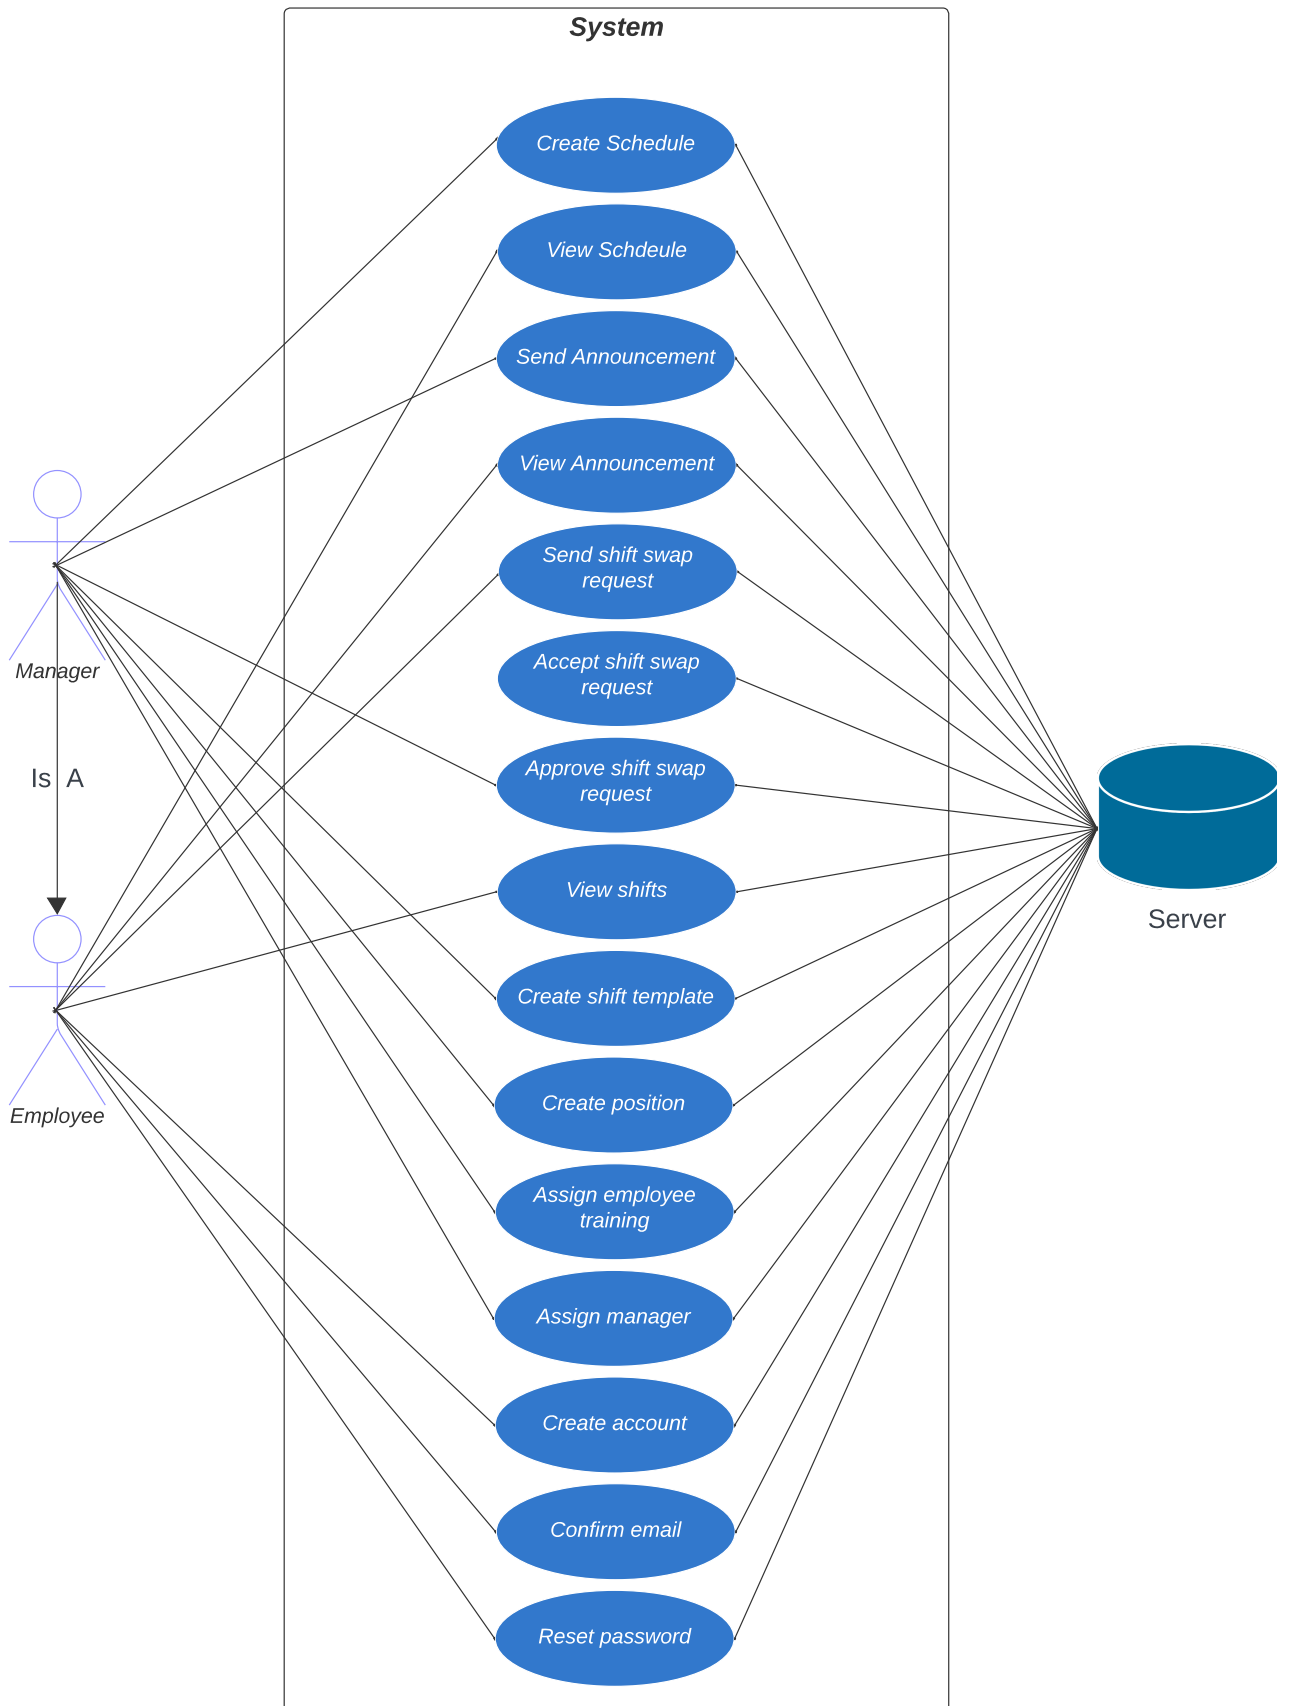 System
Create Schedule
View Schdeule
Send Announcement
View Announcement
Send shift swap
request
Accept shift swap
request
Manager
Approve shift swap
request
Is A
View shifts
Server
Create shift template
Create position
Employee
Assign employee
training
Assign manager
Create account
Confirm email
Reset password